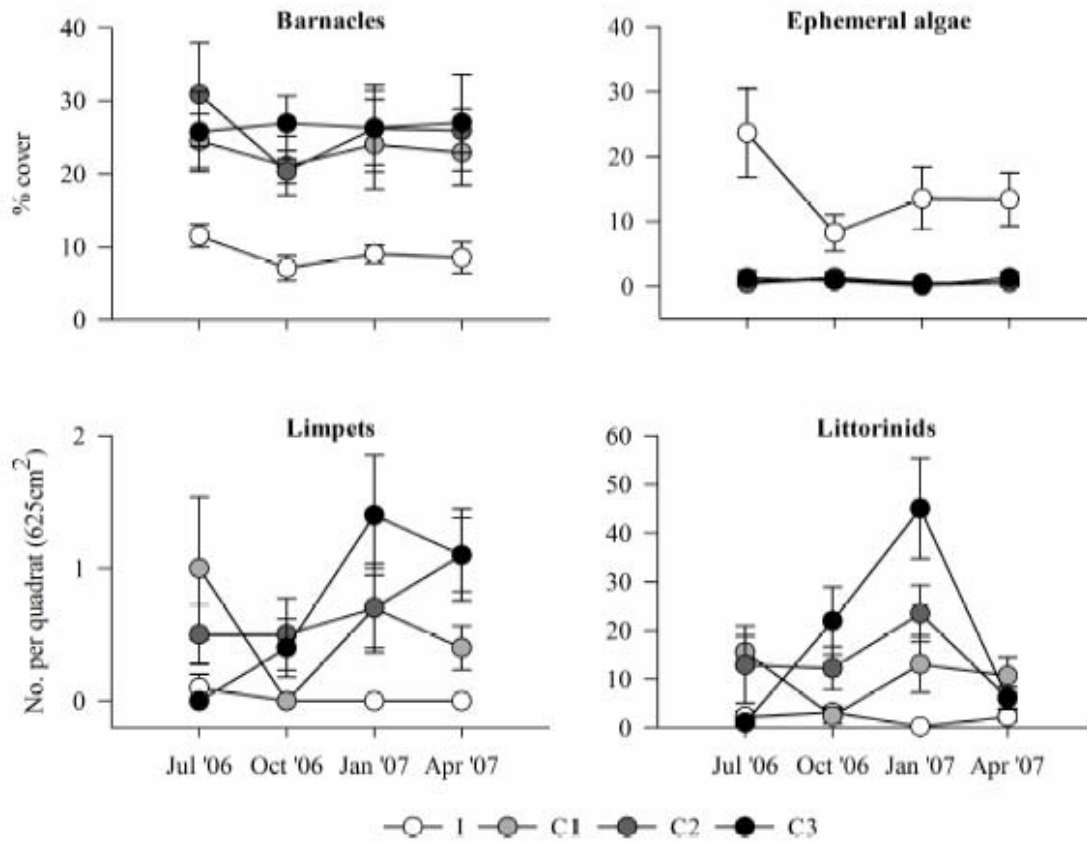 Barnacles
Ephemeral algae
40
30
20
10
0
% cover
40
30
20
10
0
Limpets
Littorinids
2
1
0
No. per quadrat (625cm²)
60
50
40
30
20
10
0
Jul '06 Oct '06 Jan '07 Apr '07
Jul '06 Oct '06 Jan '07 Apr '07
I C1 C2 C3